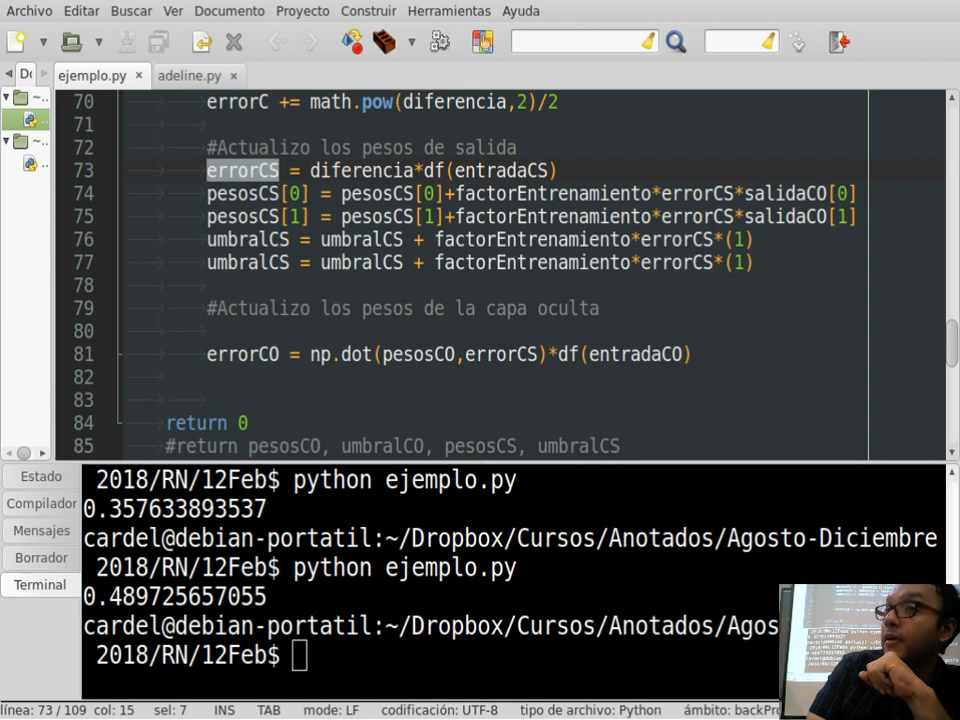 Archivo Editar Buscar Ver Documento Proyecto Construir Herramientas Ayuda
ejemplo.py × adeline.py ×
70 errorC += math.pow(diferencia,2)/2
71
72 #Actualizo los pesos de salida
73 errorCS = diferencia*df(entradaCS)
74 pesosCS[0] = pesosCS[0]+factorEntrenamiento*errorCS*salidaCO[0]
75 pesosCS[1] = pesosCS[1]+factorEntrenamiento*errorCS*salidaCO[1]
76 umbralCS = umbralCS + factorEntrenamiento*errorCS*(1)
77 umbralCS = umbralCS + factorEntrenamiento*errorCS*(1)
78
79 #Actualizo los pesos de la capa oculta
80
81 errorCO = np.dot(pesosCO,errorCS)*df(entradaCO)
82
83
84 return 0
85 #return pesosCO, umbralCO, pesosCS, umbralCS
Estado
Compilador
Mensajes
Borrador
Terminal
2018/RN/12Feb$ python ejemplo.py
0.357633893537
cardel@debian-portatil:~/Dropbox/Cursos/Anotados/Agosto-Diciembre
2018/RN/12Feb$ python ejemplo.py
0.489725657055
cardel@debian-portatil:~/Dropbox/Cursos/Anotados/Agos
2018/RN/12Feb$
línea: 73 / 109 col: 15 sel: 7 INS TAB mode: LF codificación: UTF-8 tipo de archivo: Python ámbito: backPro